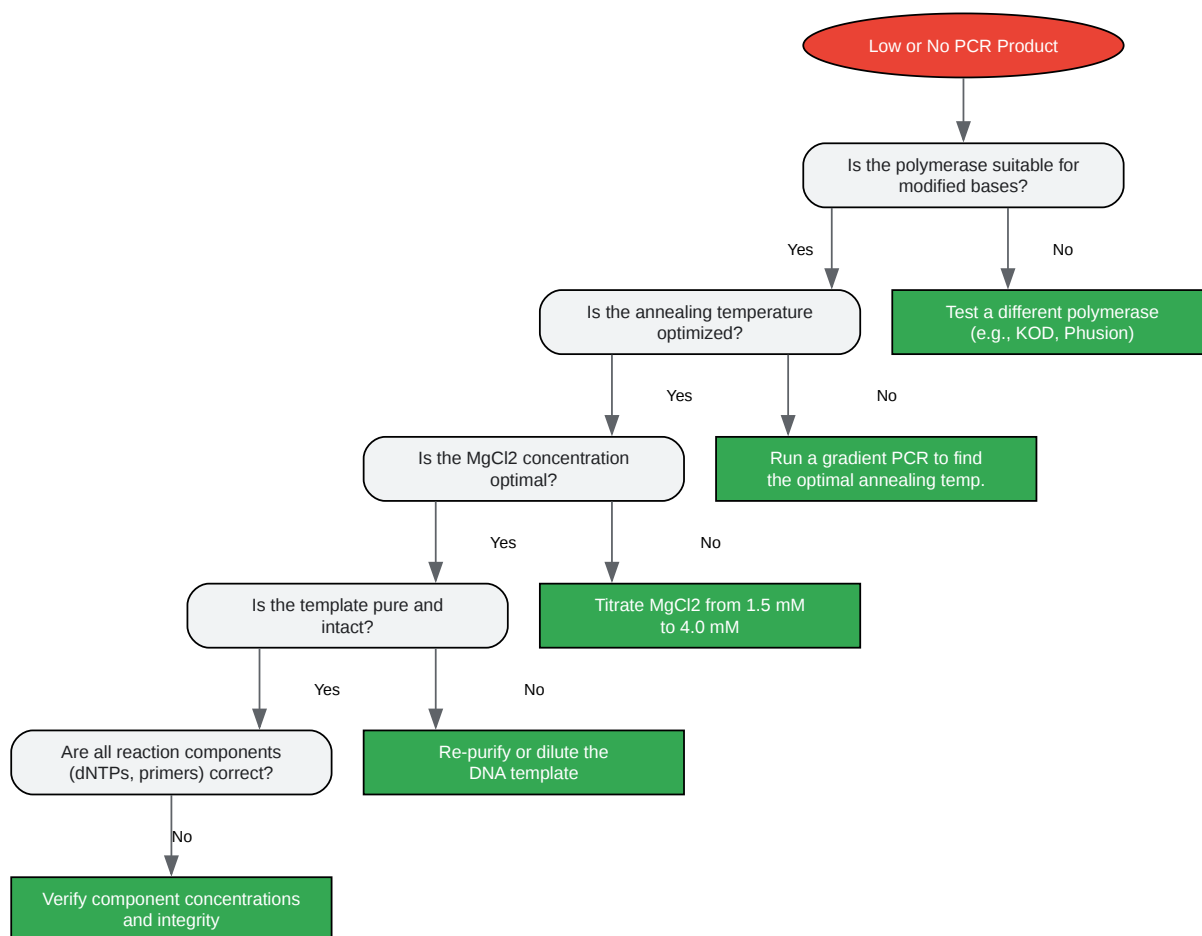 Low or No PCR Product
Is the polymerase suitable for
modified bases?
Yes
No
Is the annealing temperature
optimized?
Test a different polymerase
(e.g., KOD, Phusion)
Yes
No
Is the MgCl2 concentration
optimal?
Run a gradient PCR to find
the optimal annealing temp.
Yes
No
Is the template pure and
intact?
Titrate MgCl2 from 1.5 mM
to 4.0 mM
Yes
No
Are all reaction components
(dNTPs, primers) correct?
Re-purify or dilute the
DNA template
No
Verify component concentrations
and integrity